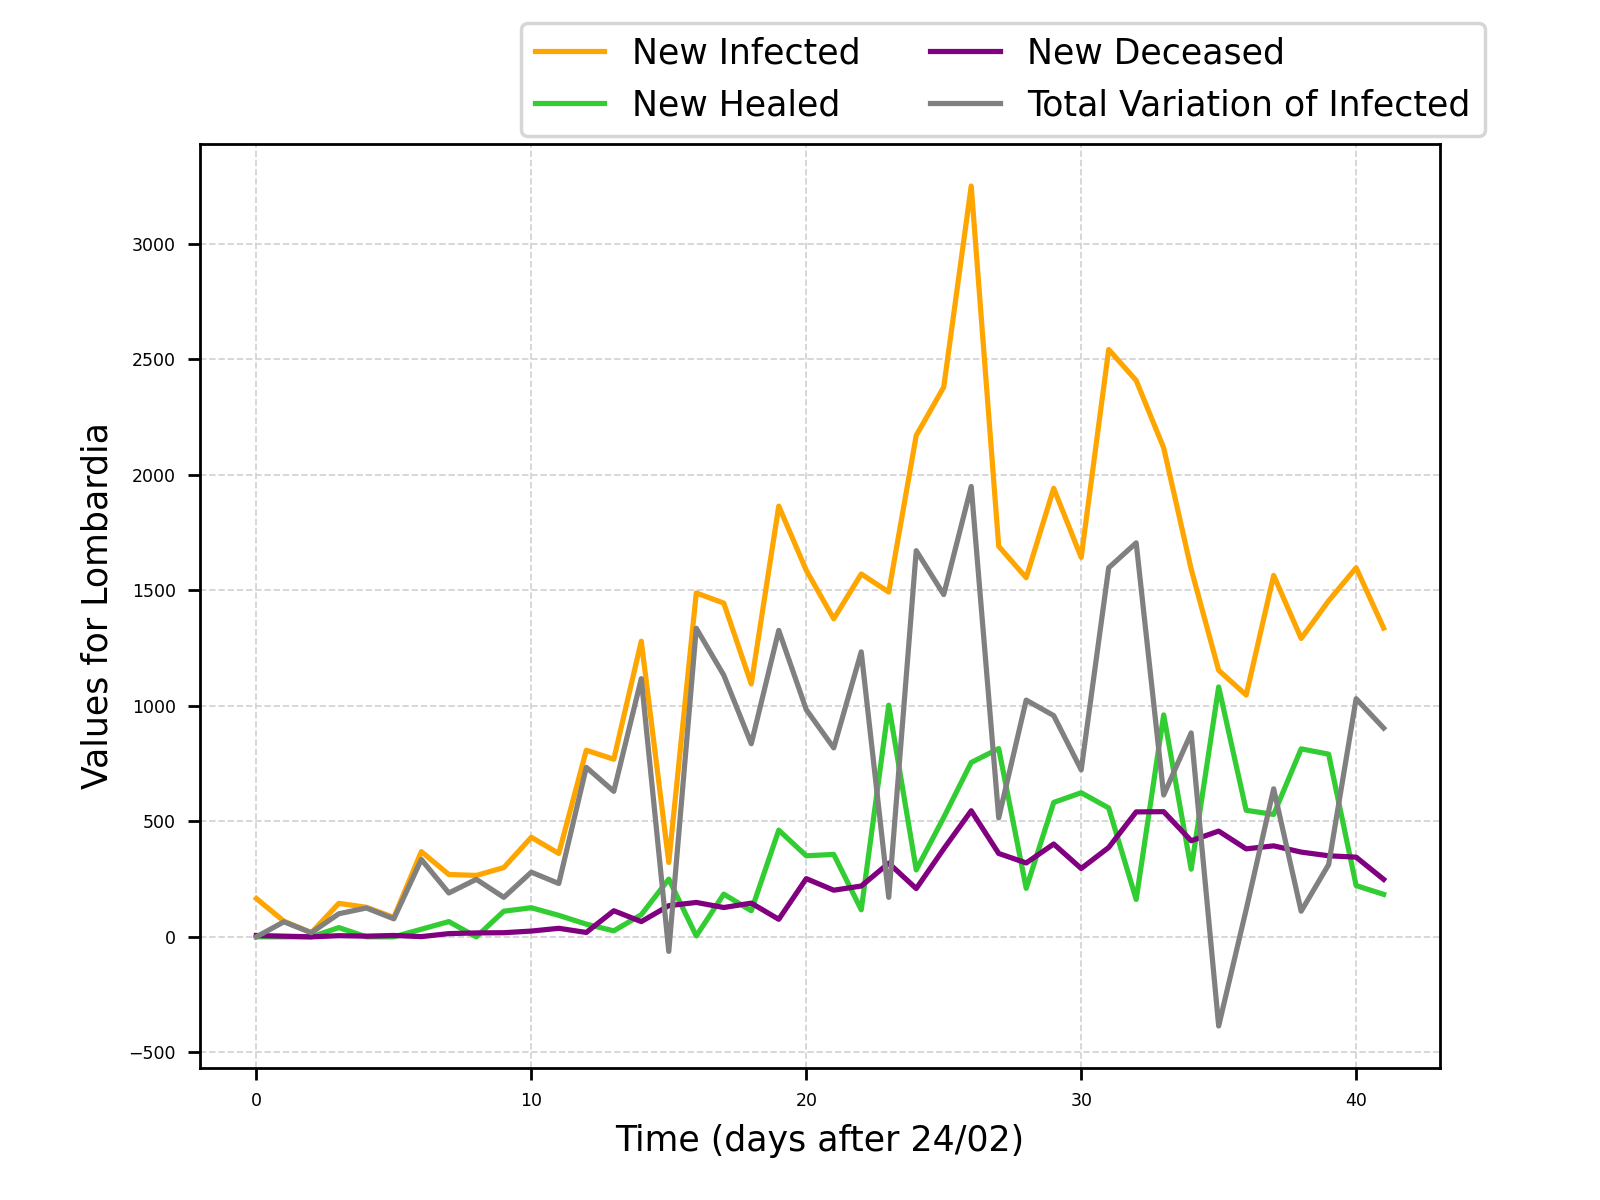 New Infected
New Healed
New Deceased
Total Variation of Infected
Values for Lombardia
3000
2500
2000
1500
1000
500
0
−500
0 10 20 30 40
Time (days after 24/02)